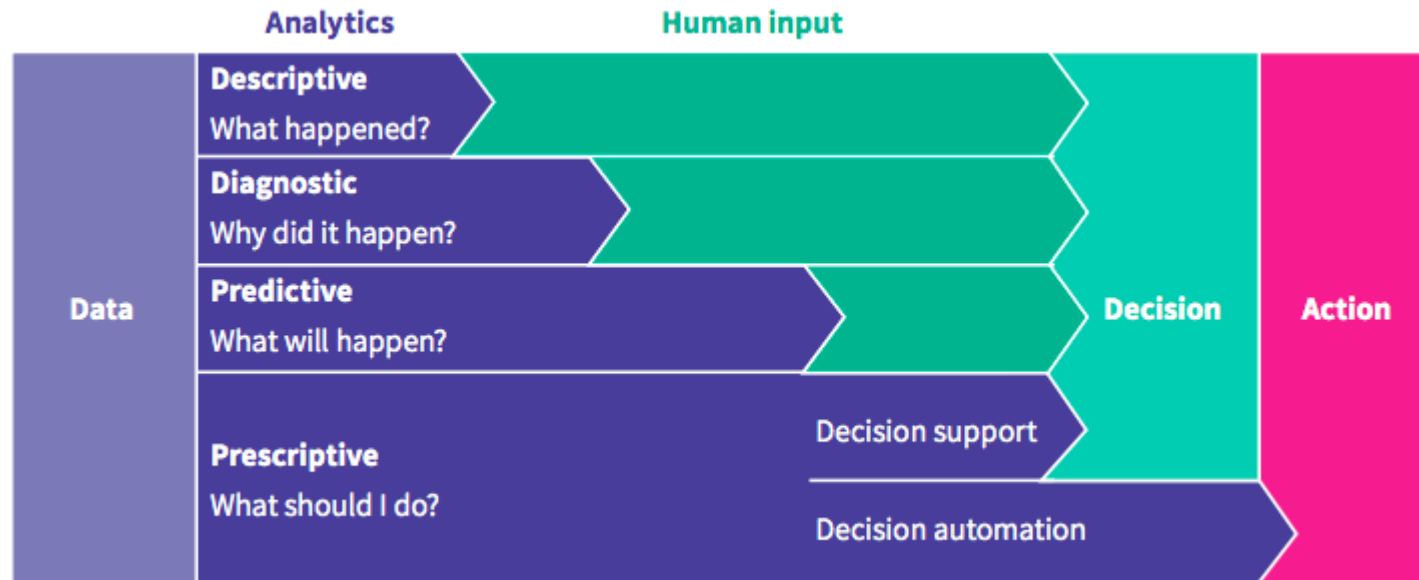 Analytics
Human input
Descriptive
What happened?
Diagnostic
Why did it happen?
Predictive
What will happen?
Data
Decision
Action
Prescriptive
What should I do?
Decision support
Decision automation